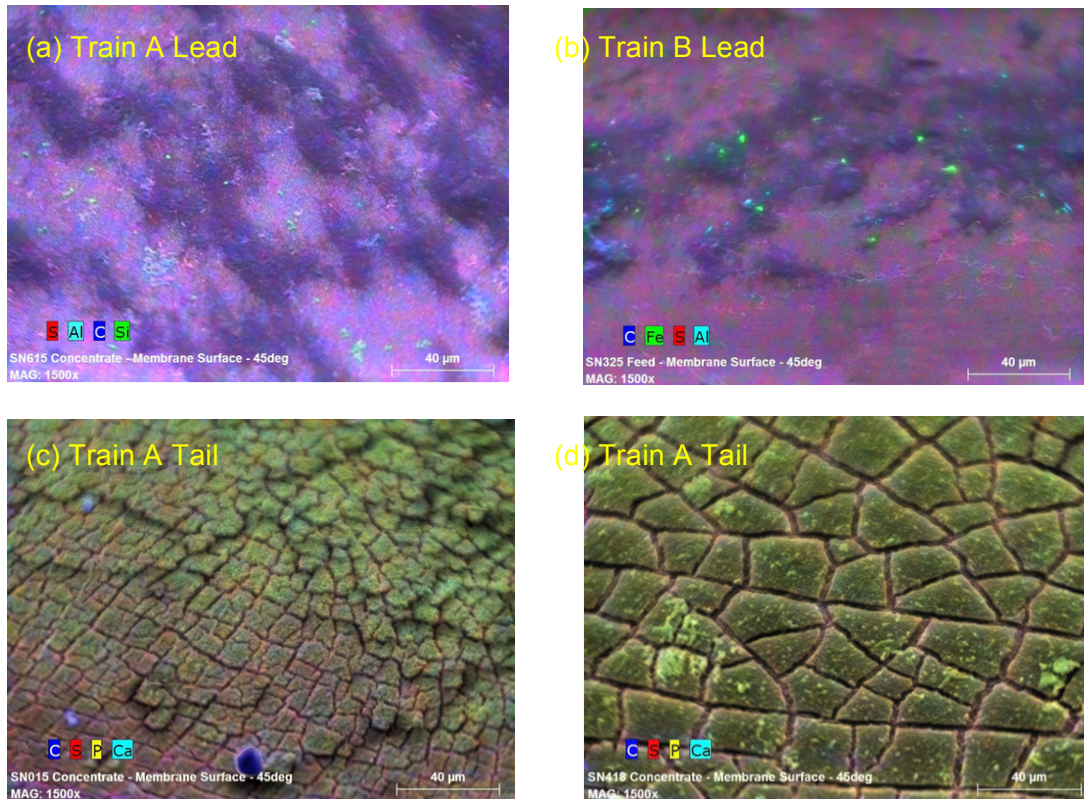 (a) Train A Lead
S Al C Si
SN615 Concentrate - Membrane Surface - 45deg
MAG: 1500x
40 µm
(b) Train B Lead
C Fe S Al
SN325 Feed - Membrane Surface - 45deg
MAG: 1500x
40 µm
(c) Train A Tail
C S P Ca
SN015 Concentrate - Membrane Surface - 45deg
MAG: 1500x
40 µm
(d) Train A Tail
C S P Ca
SN418 Concentrate - Membrane Surface - 45deg
MAG: 1500x
40 µm